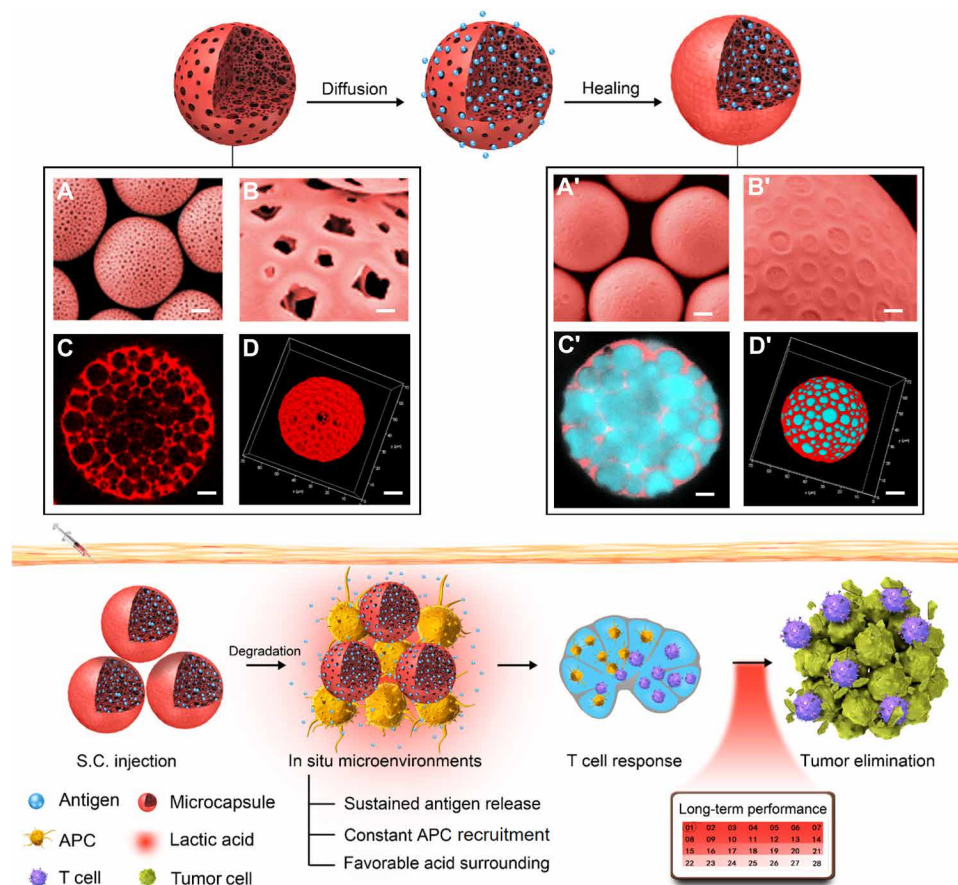 Diffusion
Healing
A
B
C
D
A'
B'
C'
D'
Degradation
S.C. injection
In situ microenvironments
T cell response
Tumor elimination
Sustained antigen release
Constant APC recruitment
Favorable acid surrounding
Antigen
Microcapsule
APC
Lactic acid
T cell
Tumor cell
Long-term performance
01 02 03 04 05 06 07
08 09 10 11 12 13 14
15 16 17 18 19 20 21
22 23 24 25 26 27 28